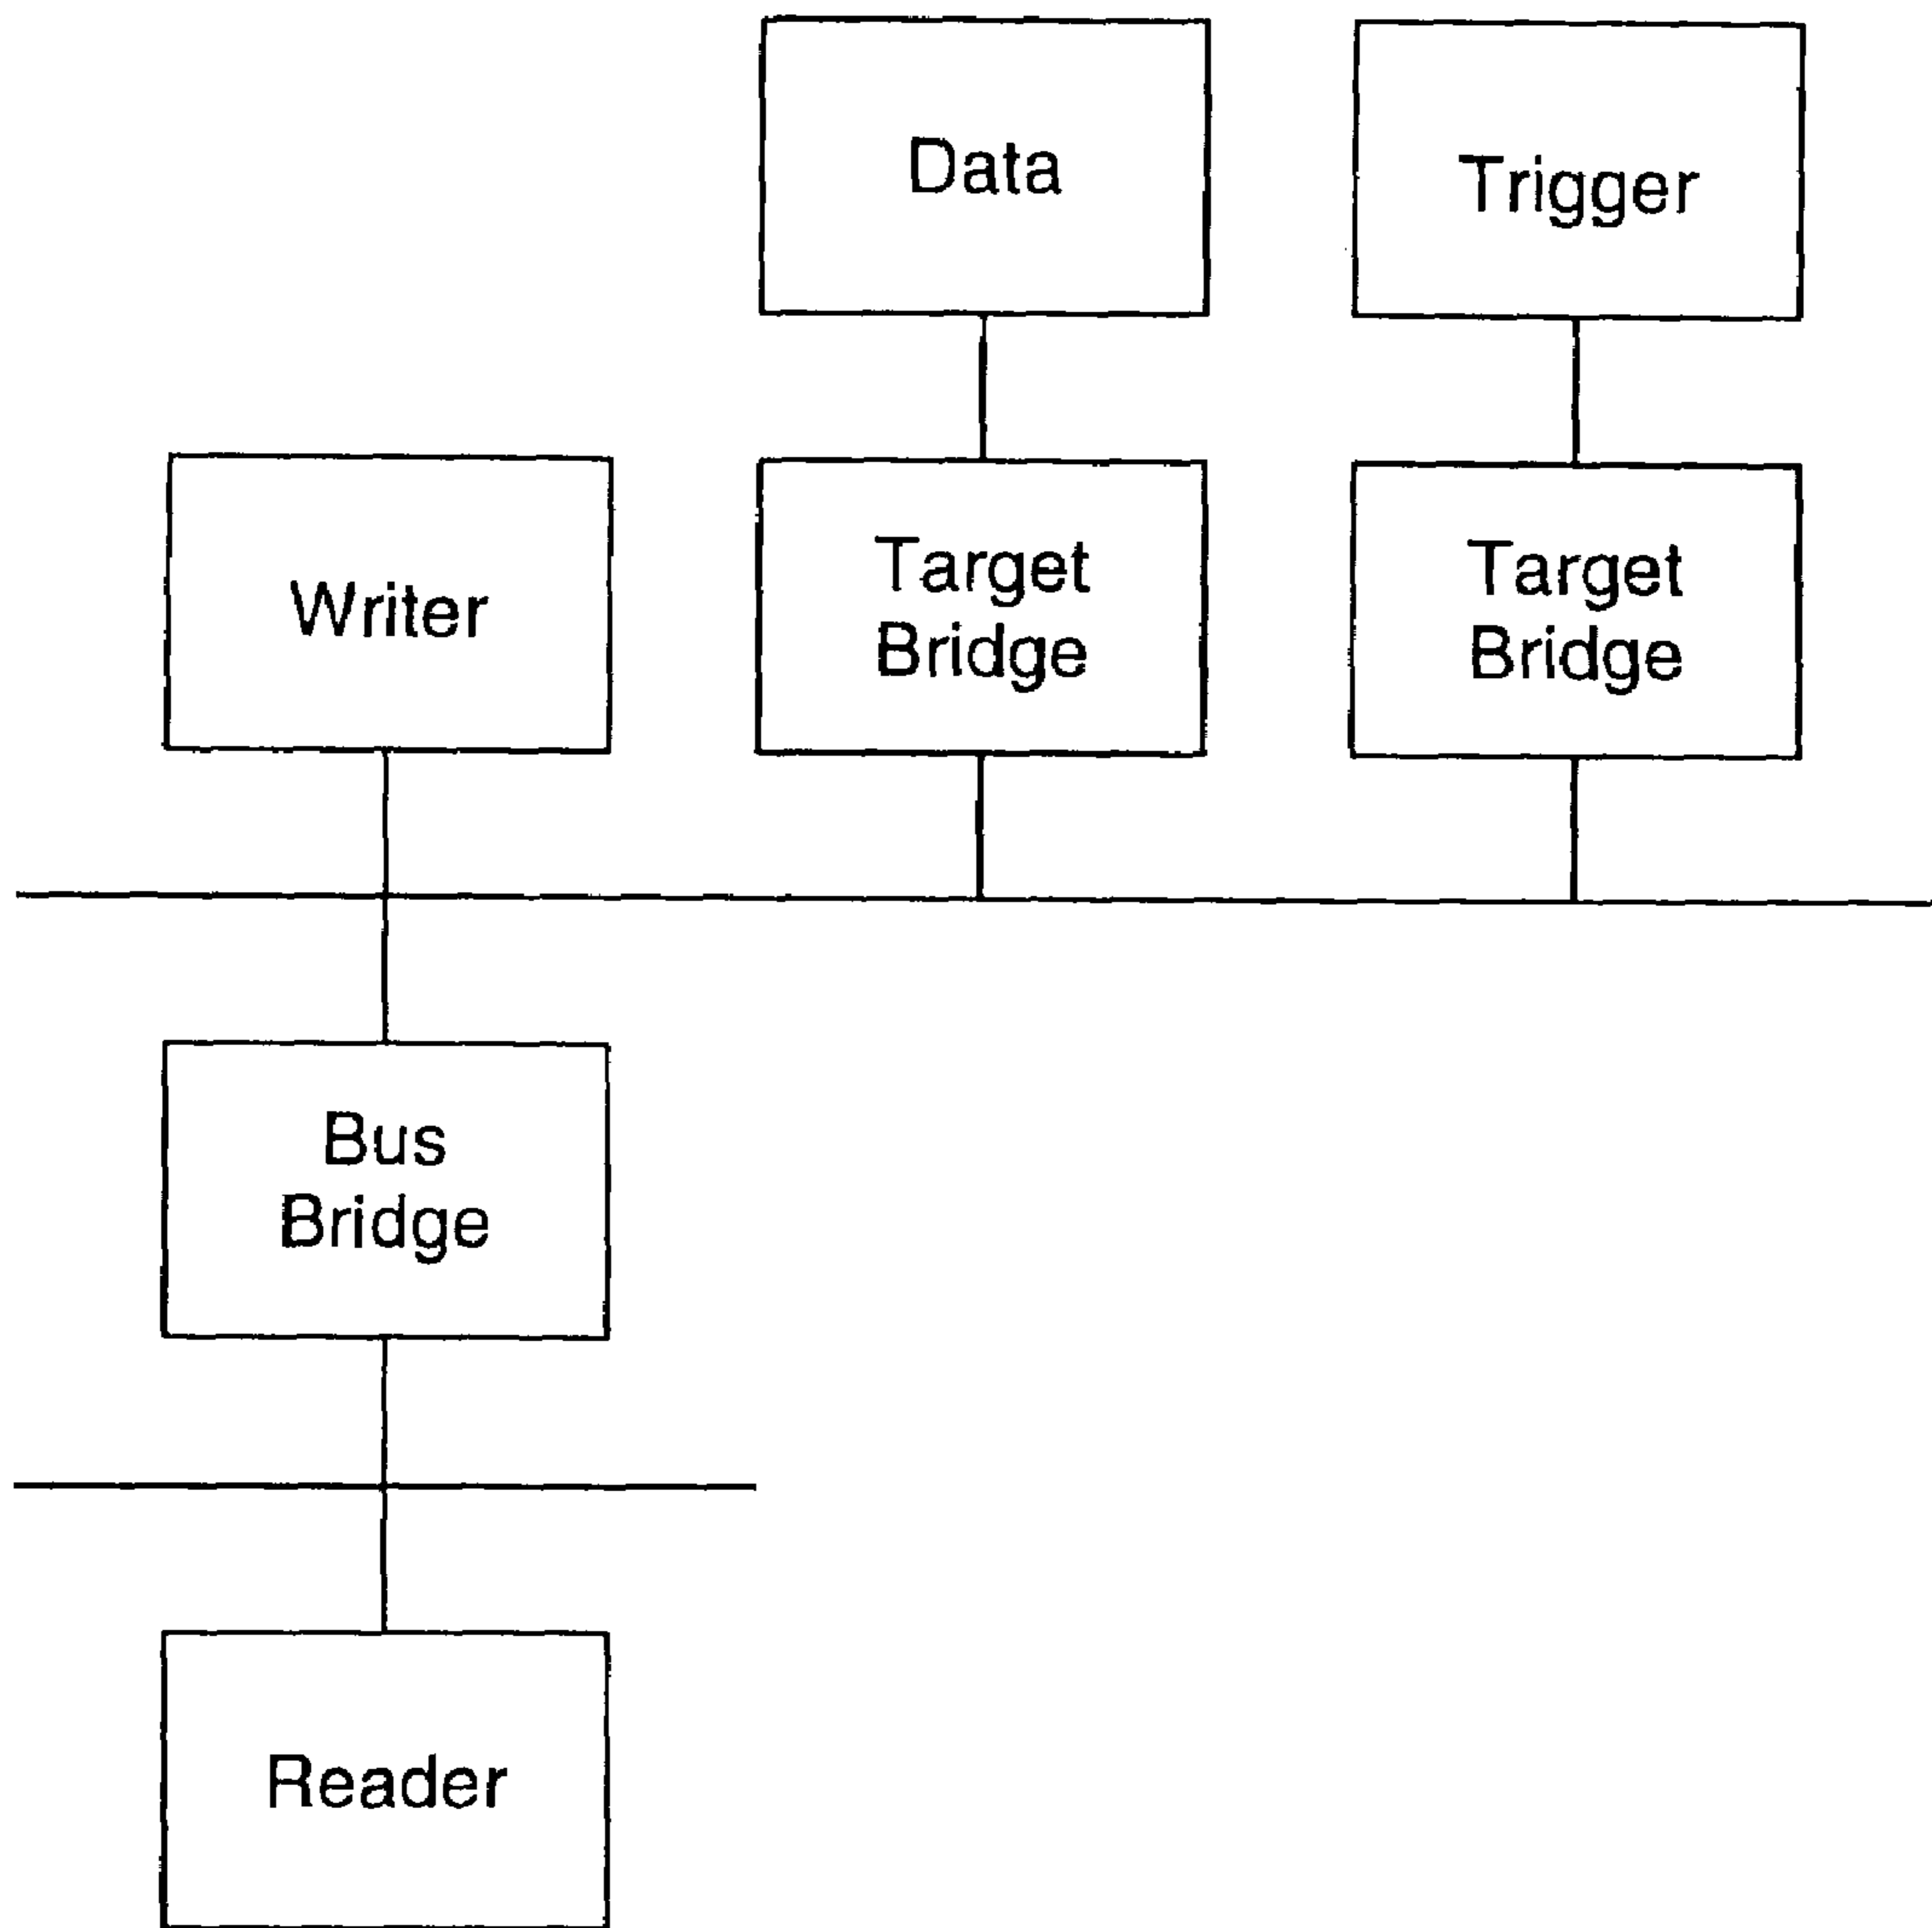 Data
Trigger
Writer
Target
Bridge
Target
Bridge
Bus
Bridge
Reader